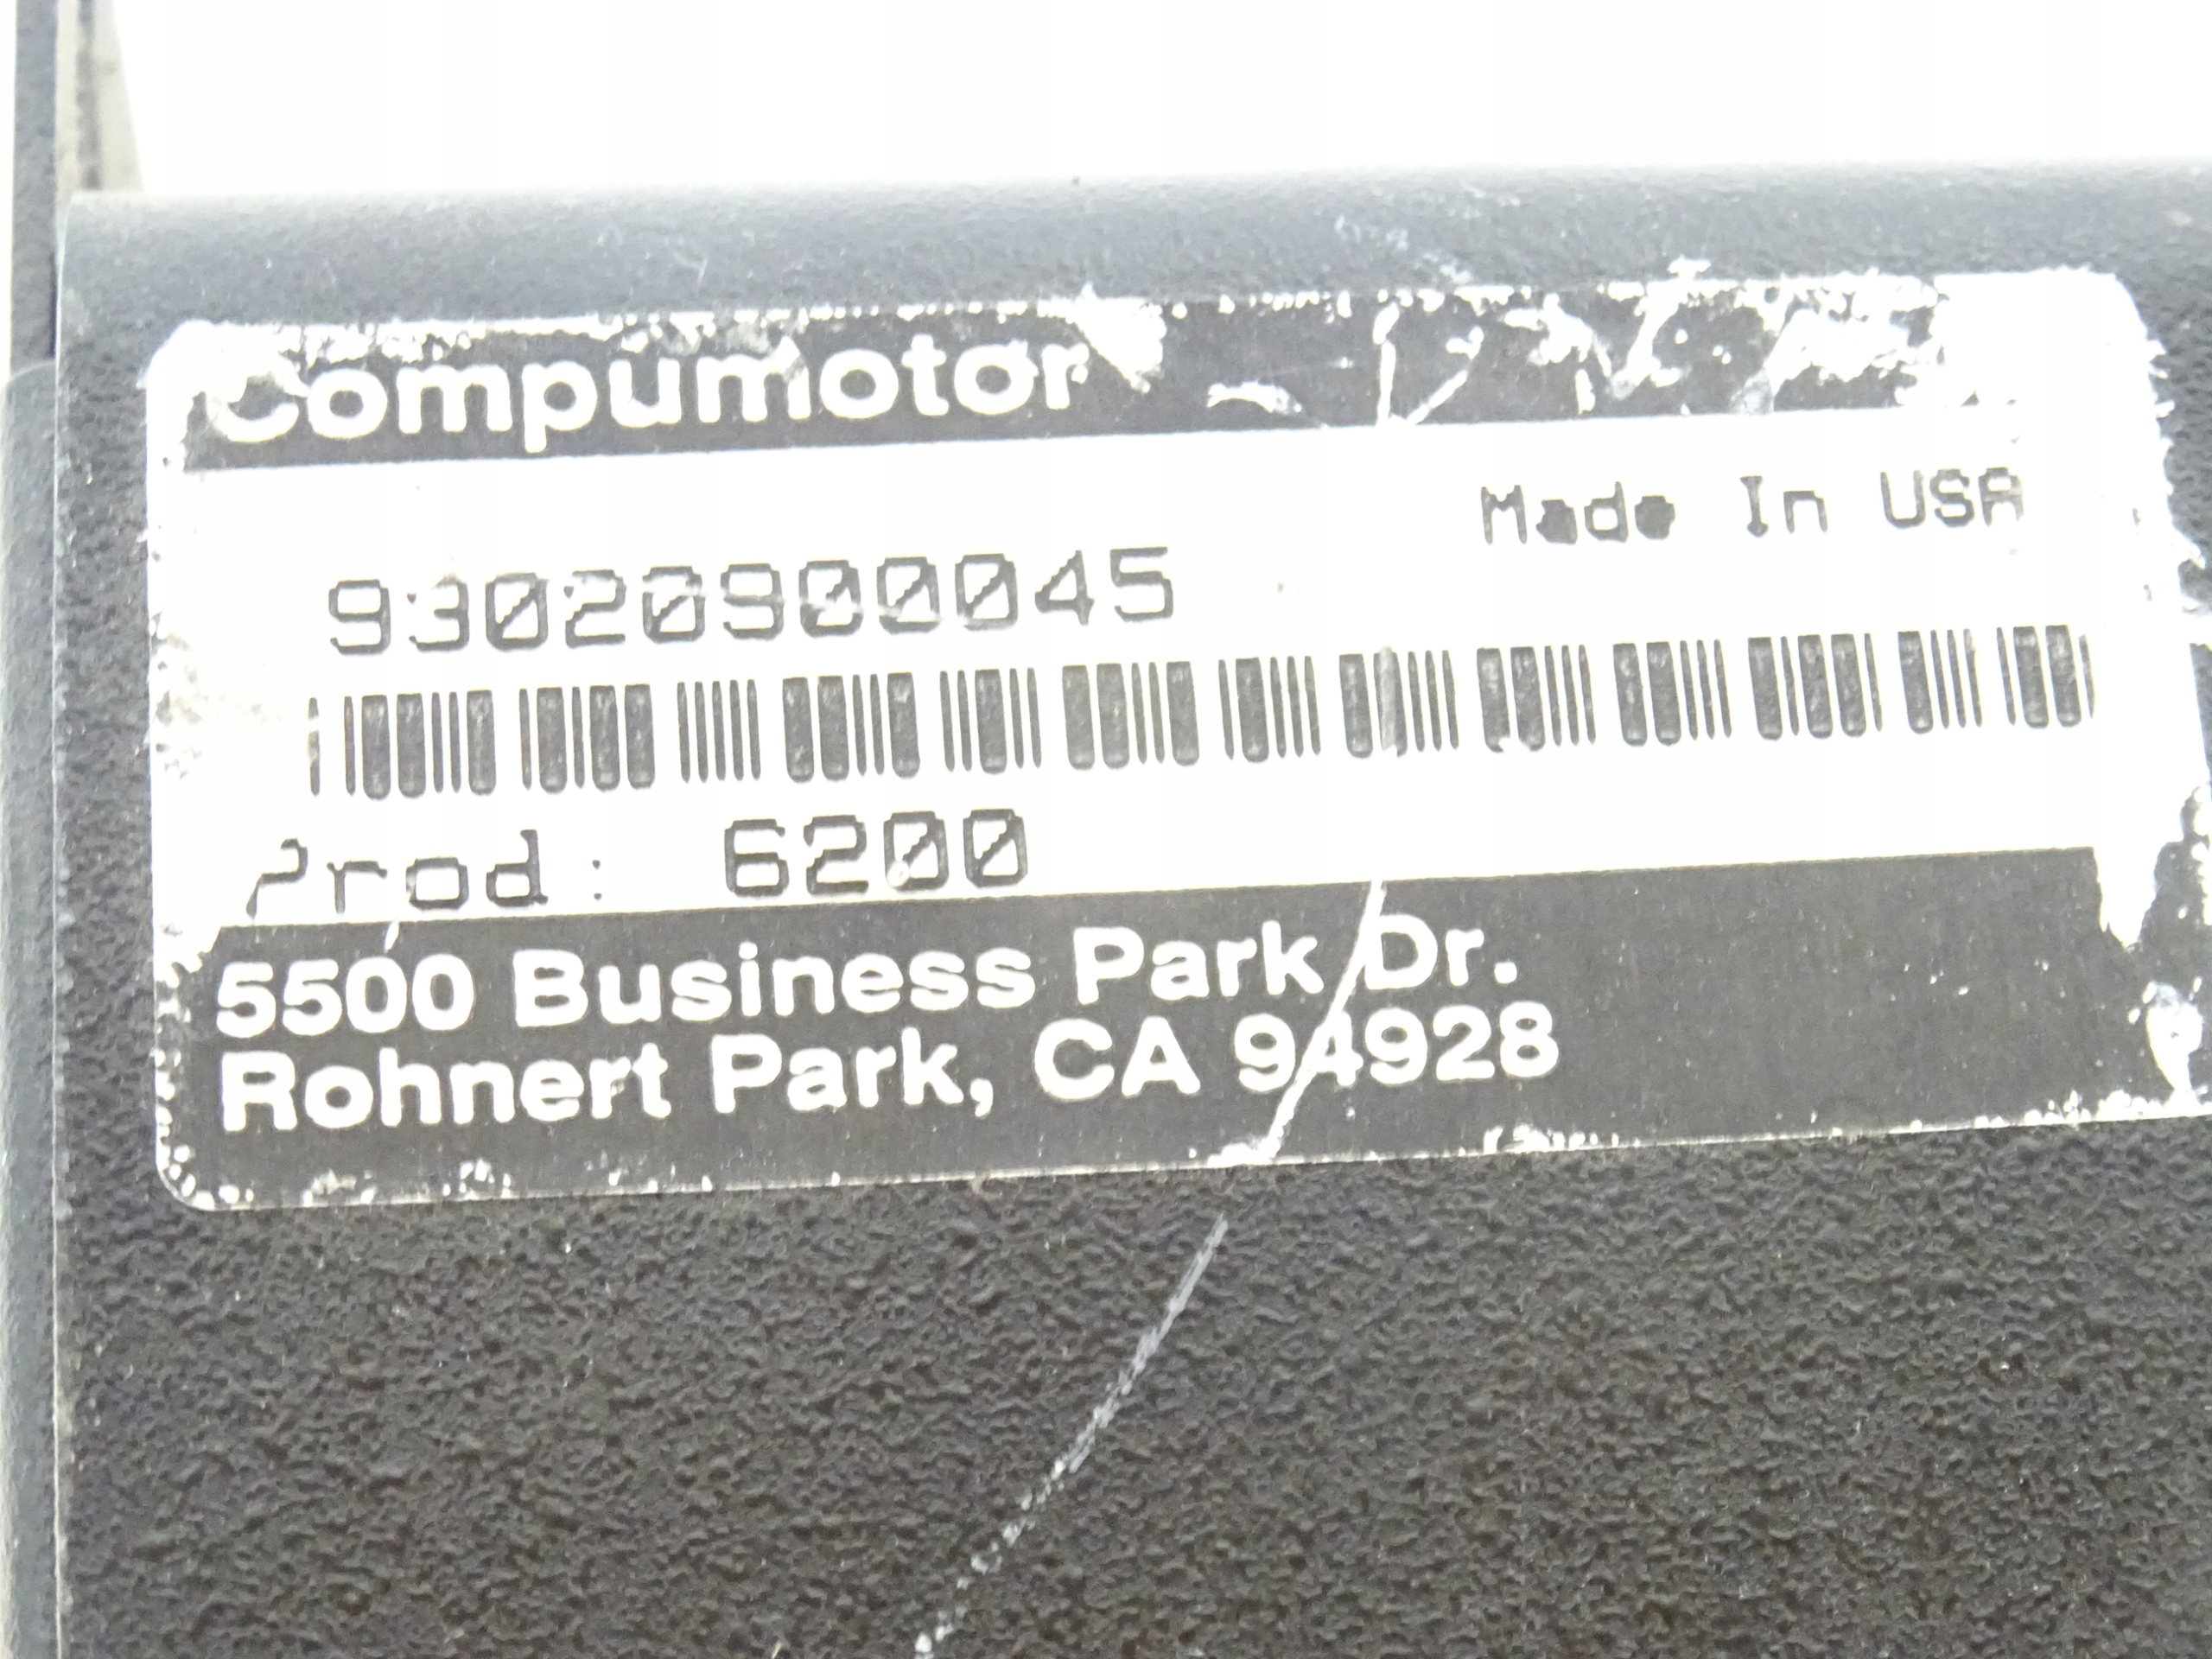 Compumotor
Made In USA
93020900045
Prod: 6200
5500 Business Park Dr.
Rohnert Park, CA 94928